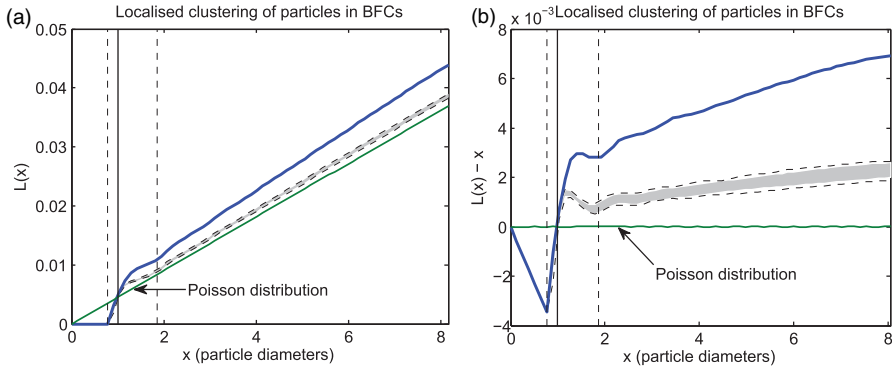 (a)
Localised clustering of particles in BFCs
0.05
0.04
0.03
0.02
0.01
0
L(x)
Poisson distribution
0 2 4 6 8
x (particle diameters)
(b)
8 x 10⁻³ Localised clustering of particles in BFCs
6
4
2
0
−2
−4
L(x) − x
Poisson distribution
0 2 4 6 8
x (particle diameters)